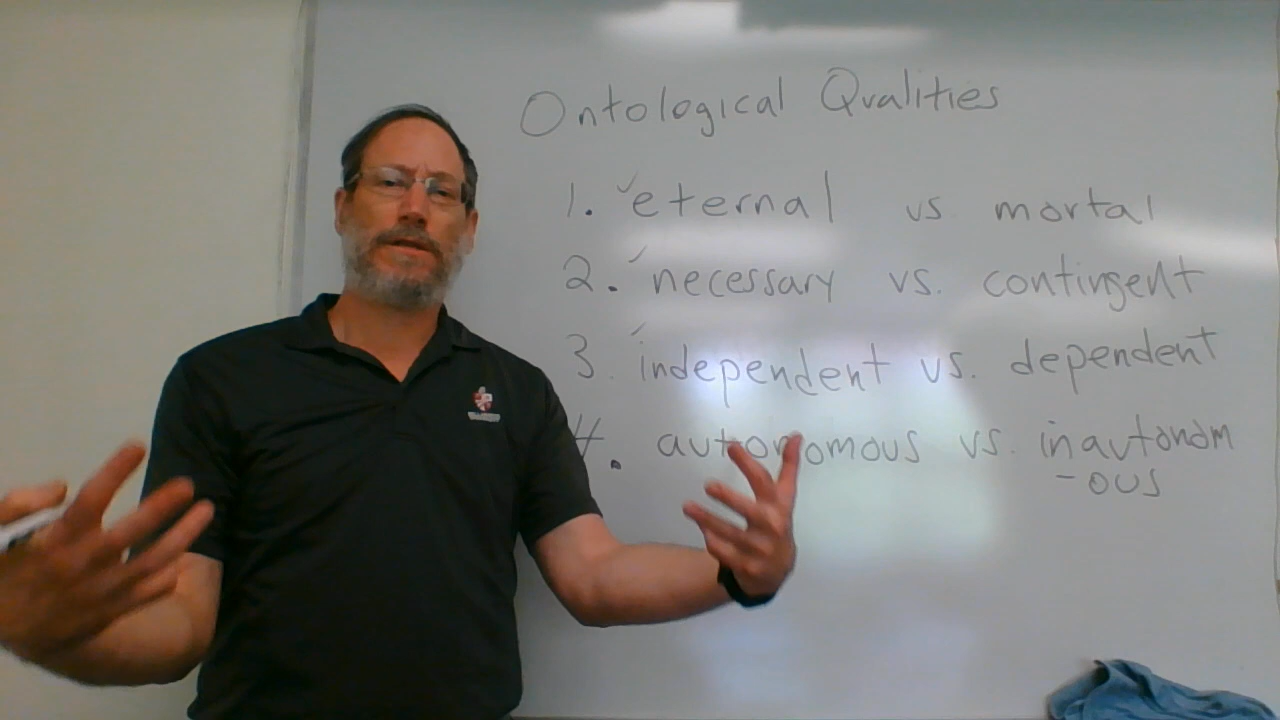 Ontological Qualities
1. eternal vs. mortal
2. necessary vs. contingent
3. independent vs. dependent
4. autonomous vs. inautonom
-ous